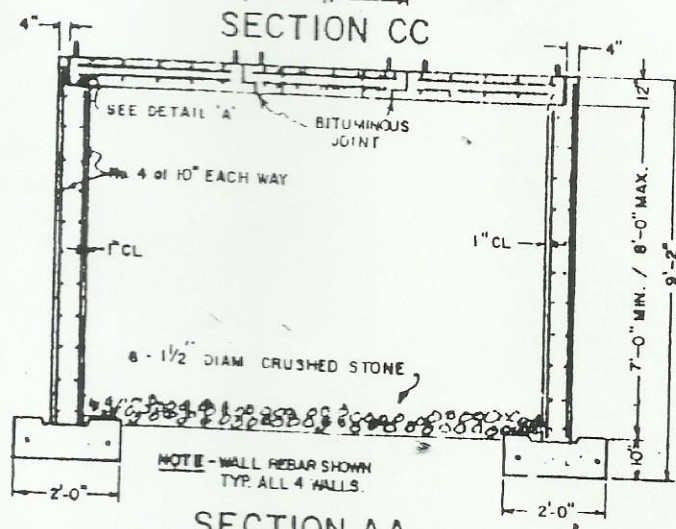 SECTION CC
4"
4"
SEE DETAIL 'A'
BITUMINOUS
JOINT
12"
No. 4 at 10" EACH WAY
1" CL
1" CL
7'-0" MIN. / 8'-0" MAX.
9'-2"
6 - 1 1/2" DIAM CRUSHED STONE
NOTE - WALL REBAR SHOWN
TYP. ALL 4 WALLS.
10"
2'-0"
2'-0"
SECTION AA